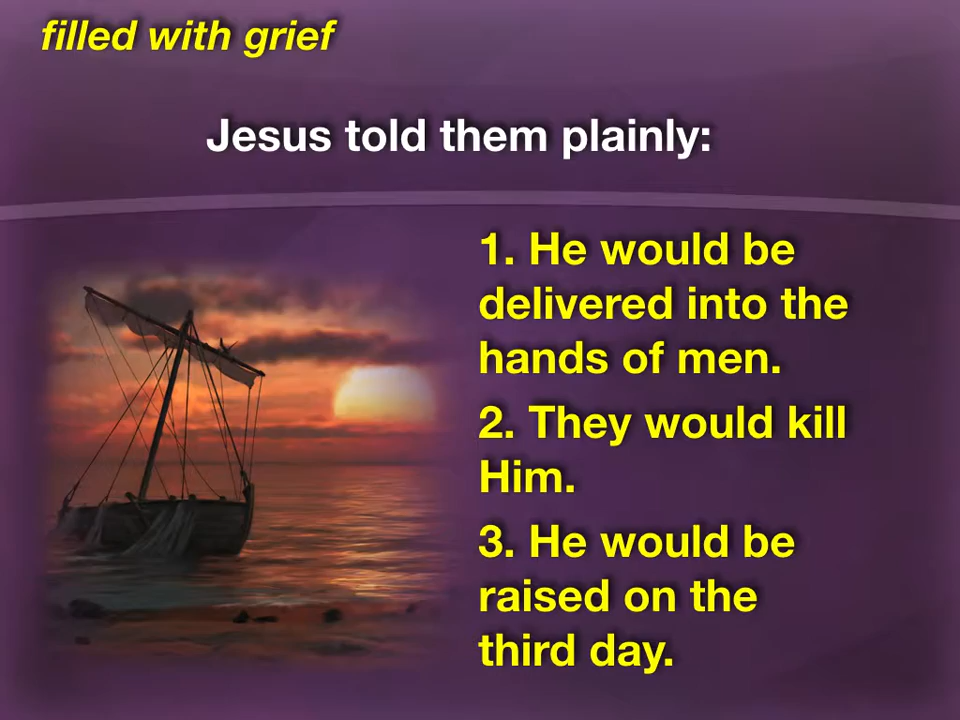 filled with grief
Jesus told them plainly:
1. He would be
delivered into the
hands of men.
2. They would kill
Him.
3. He would be
raised on the
third day.